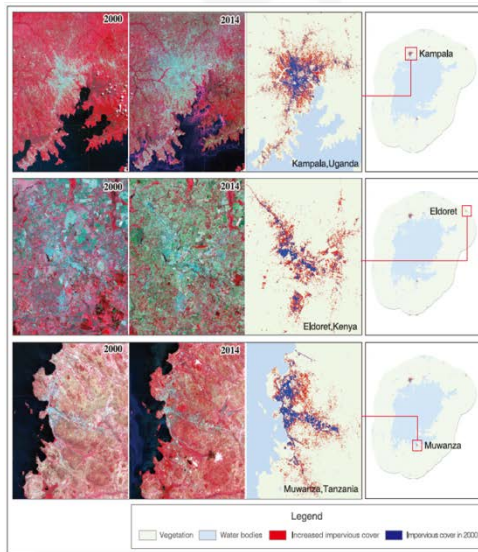 2000
2014
Kampala
Kampala,Uganda
2000
2014
Eldoret
Eldoret,Kenya
2000
2014
Muwanza
Muwanza,Tanzania
Legend
Vegetation
Water bodies
Increased impervious cover
Impervious cover in 2000